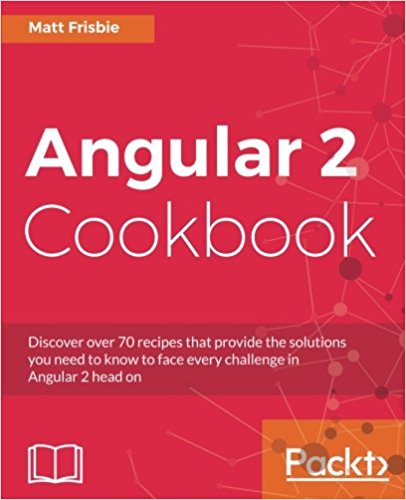 Matt Frisbie
Angular 2
Cookbook
Discover over 70 recipes that provide the solutions
you need to know to face every challenge in
Angular 2 head on
Packt